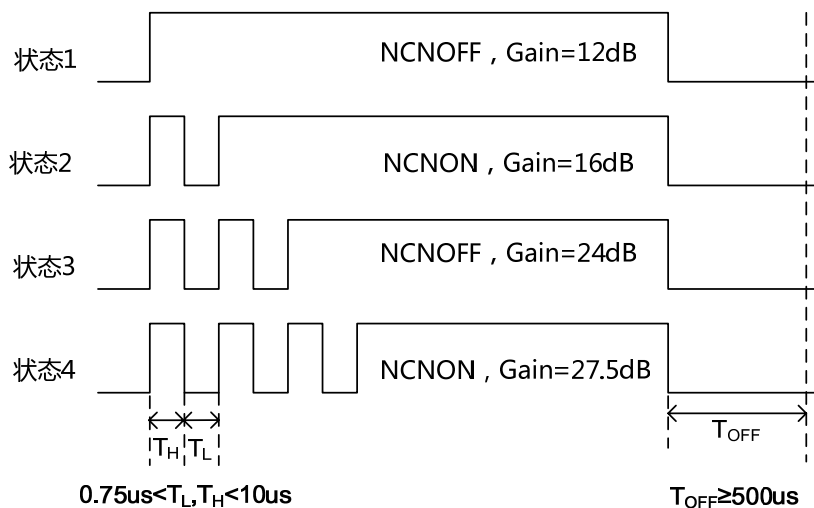 状态1
NCNOFF , Gain=12dB
状态2
NCNON , Gain=16dB
状态3
NCNOFF , Gain=24dB
状态4
NCNON , Gain=27.5dB
TH TL
TOFF
0.75us<TL,TH<10us
TOFF≥500us